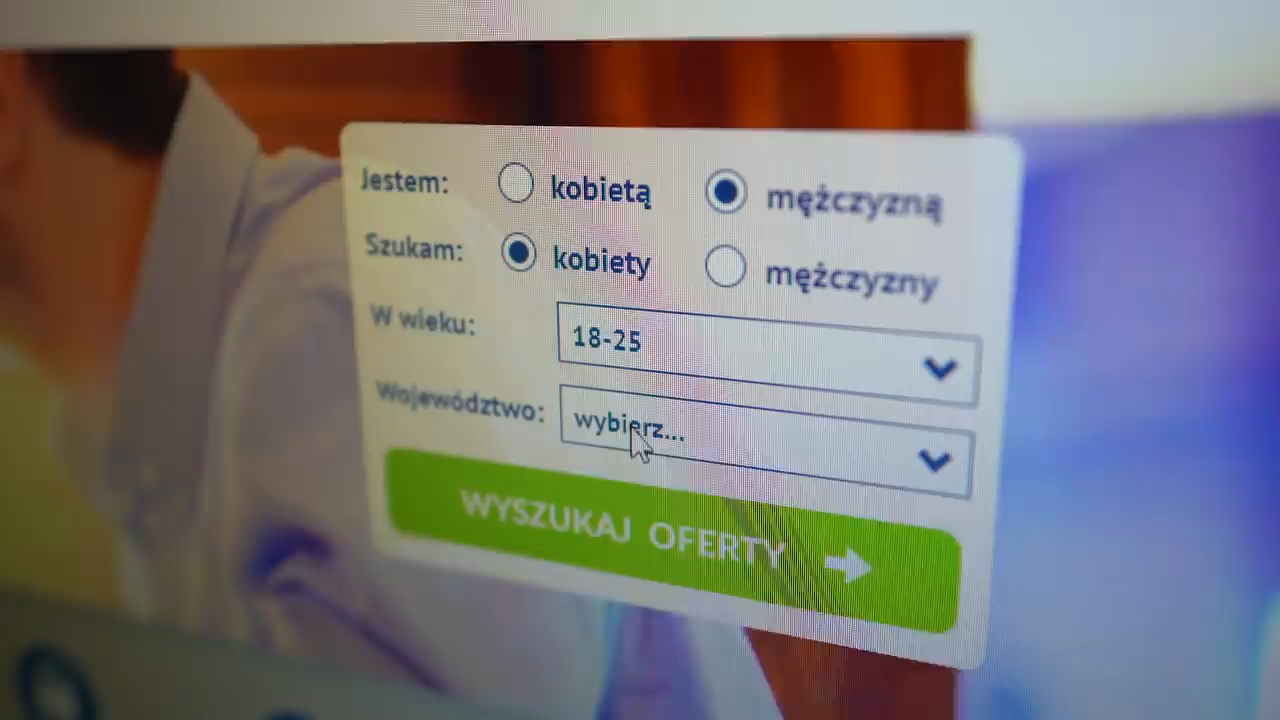 Jestem: kobietą mężczyzną
Szukam: kobiety mężczyzny
W wieku: 18-25
Województwo: wybierz...
WYSZUKAJ OFERTY